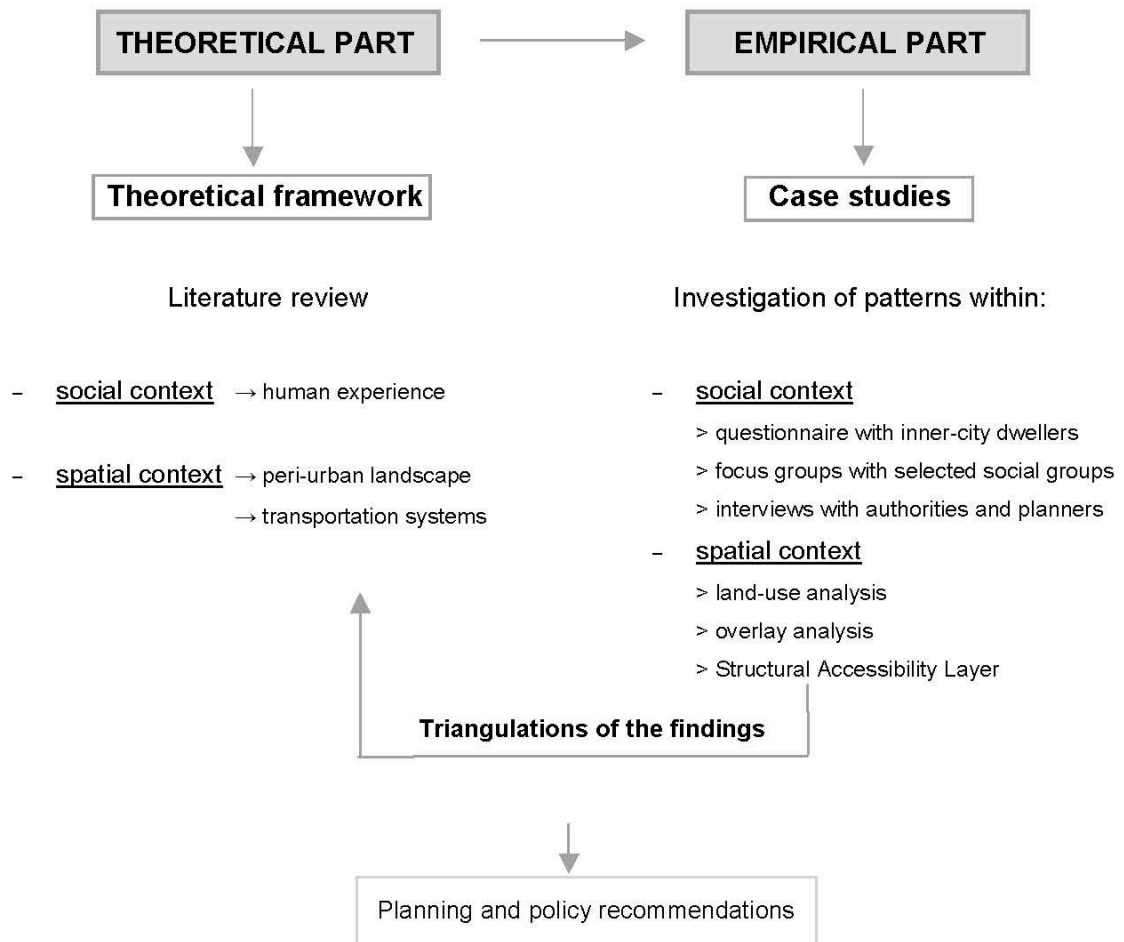 THEORETICAL PART
EMPIRICAL PART
Theoretical framework
Case studies
Literature review
Investigation of patterns within:
– social context → human experience
– spatial context → peri-urban landscape
→ transportation systems
– social context
> questionnaire with inner-city dwellers
> focus groups with selected social groups
> interviews with authorities and planners
– spatial context
> land-use analysis
> overlay analysis
> Structural Accessibility Layer
Triangulations of the findings
Planning and policy recommendations